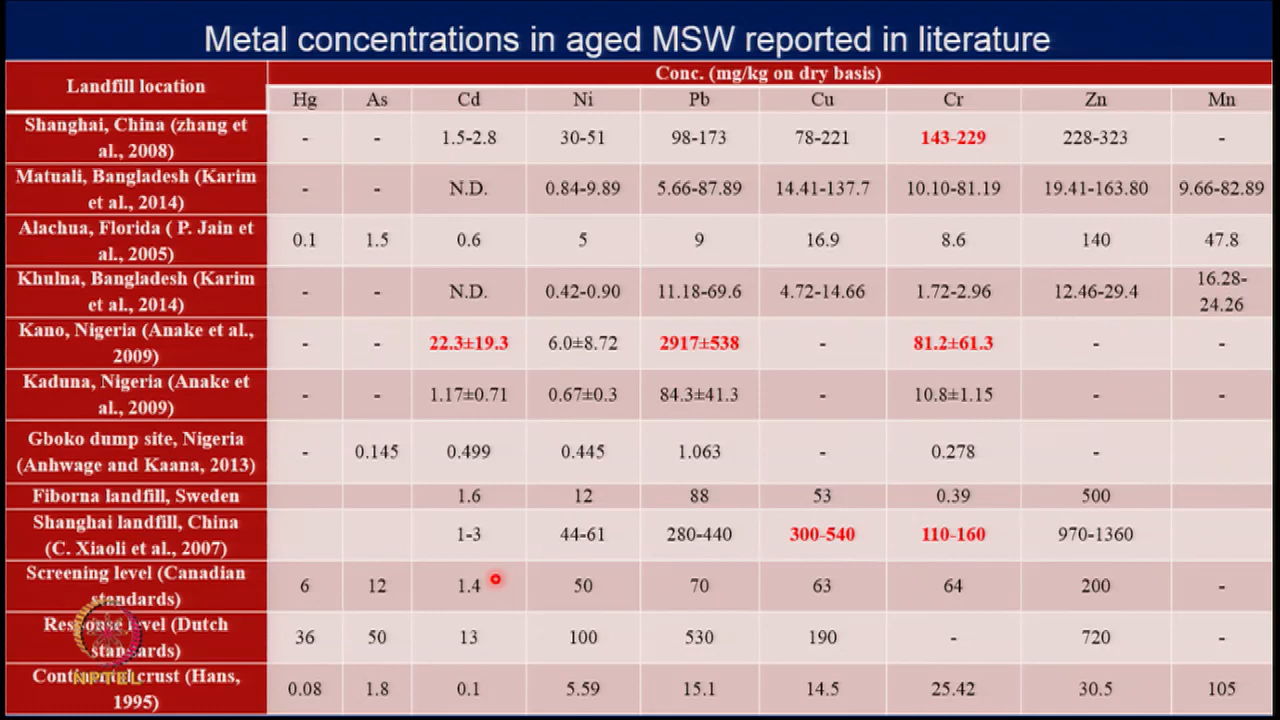 Metal concentrations in aged MSW reported in literature
Landfill location
Conc. (mg/kg on dry basis)
Hg As Cd Ni Pb Cu Cr Zn Mn
Shanghai, China (zhang et
al., 2008)
- - 1.5-2.8 30-51 98-173 78-221 143-229 228-323 -
Matuali, Bangladesh (Karim
et al., 2014)
- - N.D. 0.84-9.89 5.66-87.89 14.41-137.7 10.10-81.19 19.41-163.80 9.66-82.89
Alachua, Florida ( P. Jain et
al., 2005)
0.1 1.5 0.6 5 9 16.9 8.6 140 47.8
Khulna, Bangladesh (Karim
et al., 2014)
- - N.D. 0.42-0.90 11.18-69.6 4.72-14.66 1.72-2.96 12.46-29.4 16.28-
24.26
Kano, Nigeria (Anake et al.,
2009)
- - 22.3±19.3 6.0±8.72 2917±538 - 81.2±61.3 - -
Kaduna, Nigeria (Anake et
al., 2009)
- - 1.17±0.71 0.67±0.3 84.3±41.3 - 10.8±1.15 - -
Gboko dump site, Nigeria
(Anhwage and Kaana, 2013)
- 0.145 0.499 0.445 1.063 - 0.278 -
Fiborna landfill, Sweden
1.6 12 88 53 0.39 500
Shanghai landfill, China
(C. Xiaoli et al., 2007)
1-3 44-61 280-440 300-540 110-160 970-1360
Screening level (Canadian
standards)
6 12 1.4 50 70 63 64 200 -
Response level (Dutch
standards)
36 50 13 100 530 190 - 720 -
Continental crust (Hans,
1995)
0.08 1.8 0.1 5.59 15.1 14.5 25.42 30.5 105
NPTEL